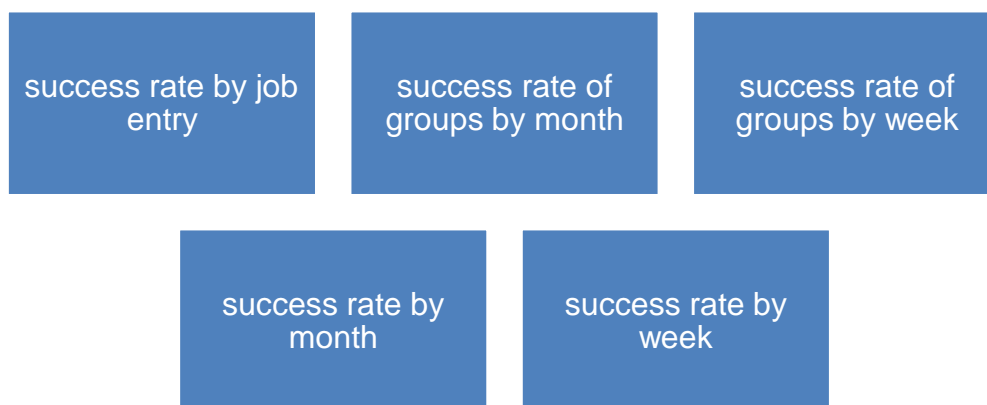 success rate by job
entry
success rate of
groups by month
success rate of
groups by week
success rate by
month
success rate by
week